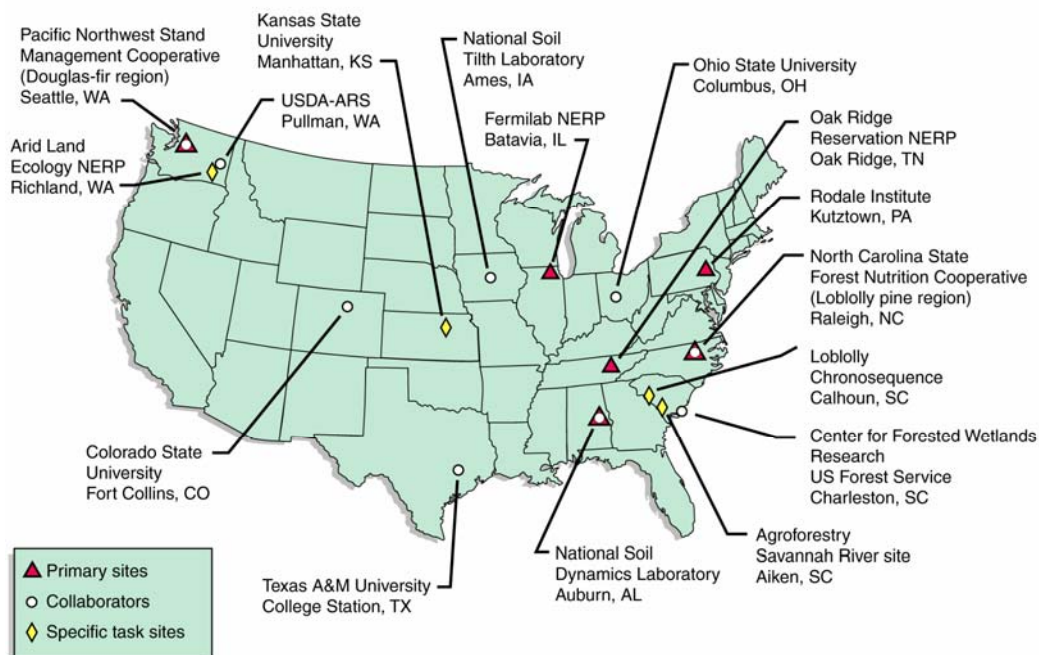 Pacific Northwest Stand
Management Cooperative
(Douglas-fir region)
Seattle, WA
Arid Land
Ecology NERP
Richland, WA
USDA-ARS
Pullman, WA
Kansas State
University
Manhattan, KS
National Soil
Tilth Laboratory
Ames, IA
Fermilab NERP
Batavia, IL
Ohio State University
Columbus, OH
Oak Ridge
Reservation NERP
Oak Ridge, TN
Rodale Institute
Kutztown, PA
North Carolina State
Forest Nutrition Cooperative
(Loblolly pine region)
Raleigh, NC
Loblolly
Chronosequence
Calhoun, SC
Center for Forested Wetlands
Research
US Forest Service
Charleston, SC
Agroforestry
Savannah River site
Aiken, SC
National Soil
Dynamics Laboratory
Auburn, AL
Texas A&M University
College Station, TX
Colorado State
University
Fort Collins, CO
Primary sites
Collaborators
Specific task sites